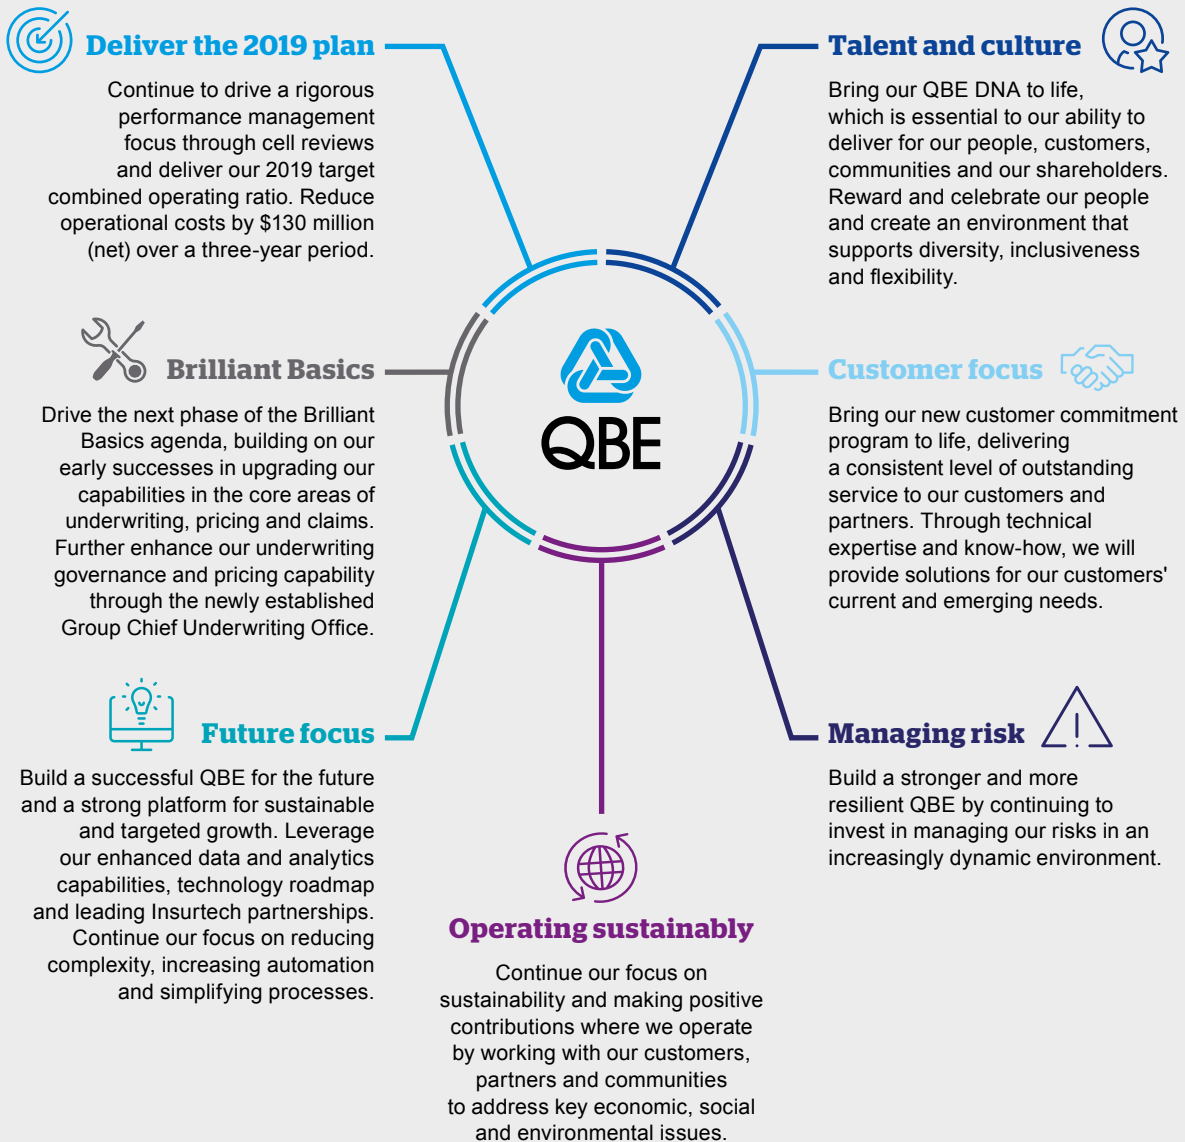 Deliver the 2019 plan
Continue to drive a rigorous
performance management
focus through cell reviews
and deliver our 2019 target
combined operating ratio. Reduce
operational costs by $130 million
(net) over a three-year period.
Talent and culture
Bring our QBE DNA to life,
which is essential to our ability to
deliver for our people, customers,
communities and our shareholders.
Reward and celebrate our people
and create an environment that
supports diversity, inclusiveness
and flexibility.
Brilliant Basics
Drive the next phase of the Brilliant
Basics agenda, building on our
early successes in upgrading our
capabilities in the core areas of
underwriting, pricing and claims.
Further enhance our underwriting
governance and pricing capability
through the newly established
Group Chief Underwriting Office.
QBE
Customer focus
Bring our new customer commitment
program to life, delivering
a consistent level of outstanding
service to our customers and
partners. Through technical
expertise and know-how, we will
provide solutions for our customers'
current and emerging needs.
Future focus
Build a successful QBE for the future
and a strong platform for sustainable
and targeted growth. Leverage
our enhanced data and analytics
capabilities, technology roadmap
and leading Insurtech partnerships.
Continue our focus on reducing
complexity, increasing automation
and simplifying processes.
Managing risk
Build a stronger and more
resilient QBE by continuing to
invest in managing our risks in an
increasingly dynamic environment.
Operating sustainably
Continue our focus on
sustainability and making positive
contributions where we operate
by working with our customers,
partners and communities
to address key economic, social
and environmental issues.